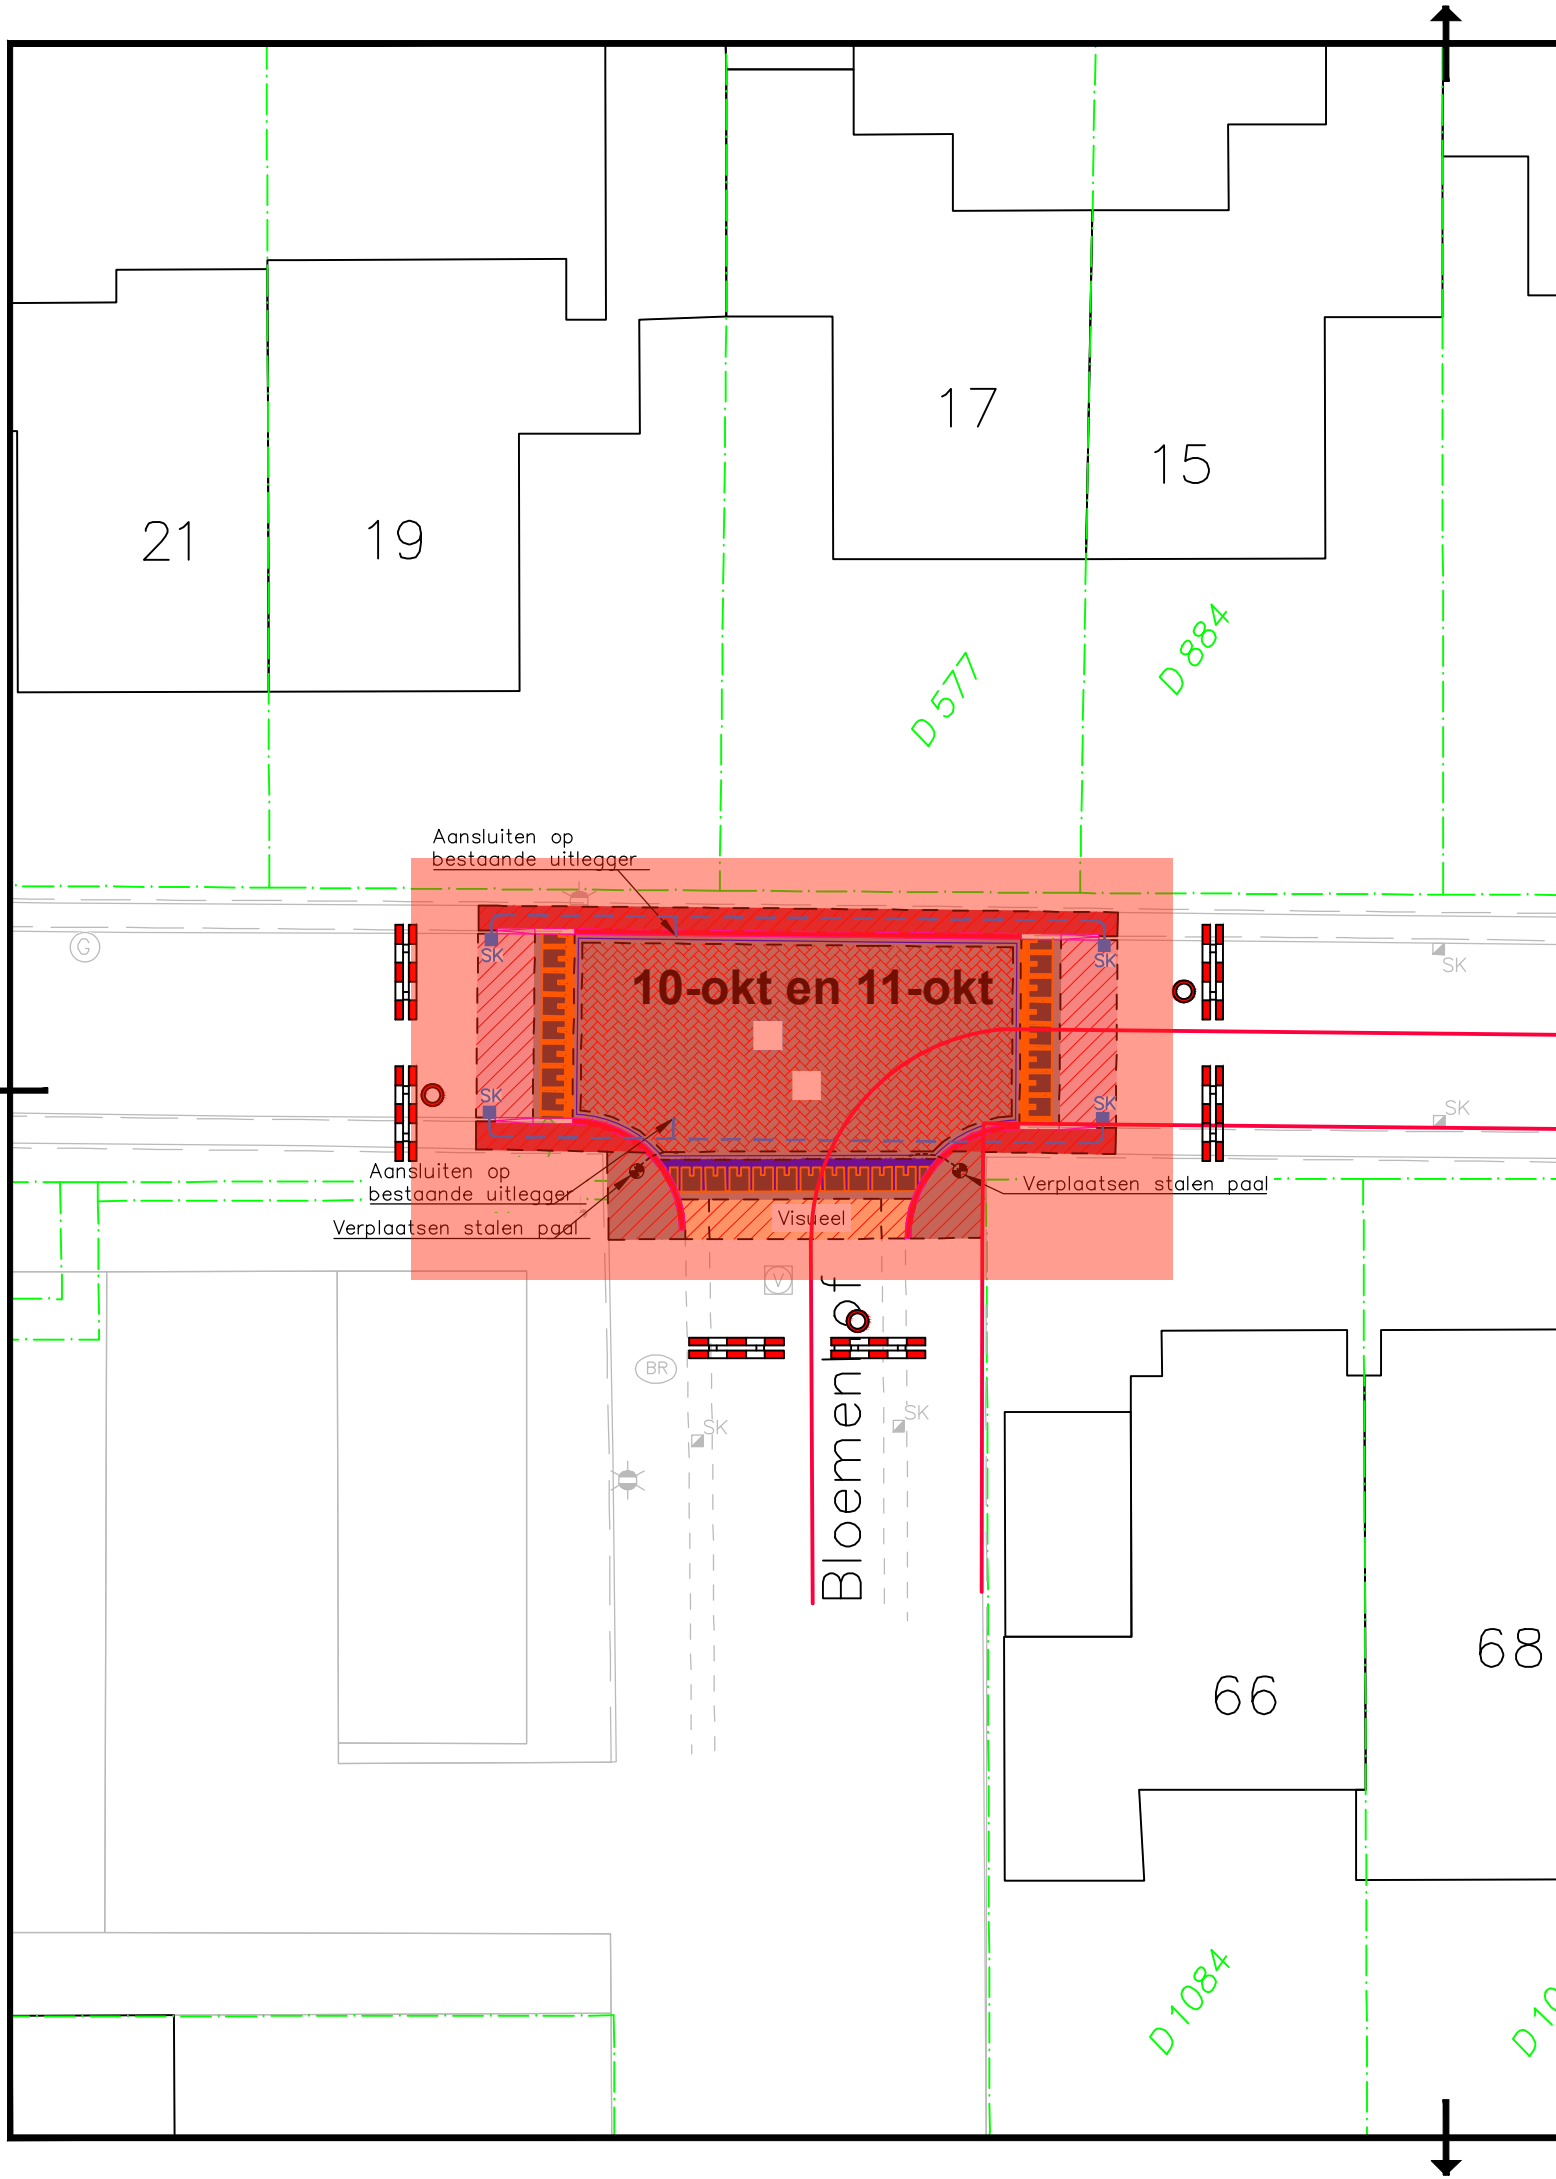 17
15
21
19
D 884
D 577
Aansluiten op
bestaande uitlegger
G
SK
SK
SK
10-okt en 11-okt
SK
SK
SK
Aansluiten op
bestaande uitlegger
Verplaatsen stalen paal
Verplaatsen stalen paal
Visueel
V
BR
SK
SK
Bloemenhof
68
66
D 1084